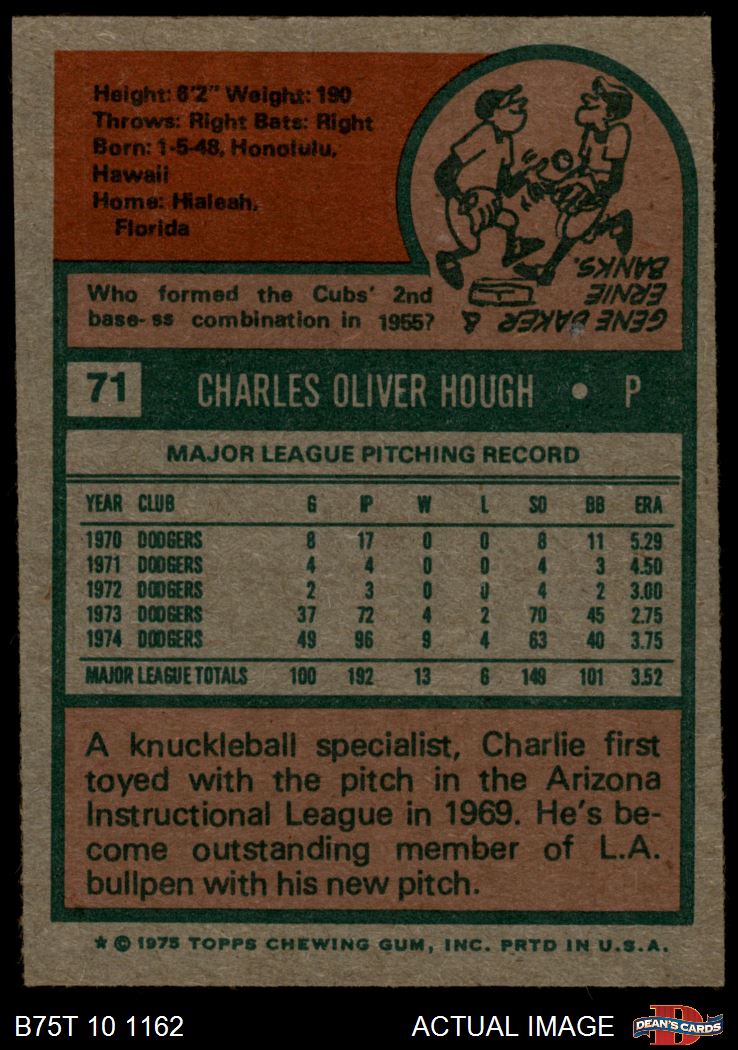 Height: 6'2" Weight: 190
Throws: Right Bats: Right
Born: 1-5-48, Honolulu,
Hawaii
Home: Hialeah,
Florida
GENE BAKER &
ERNIE
BANKS.
Who formed the Cubs' 2nd
base-ss combination in 1955?
71 CHARLES OLIVER HOUGH • P
MAJOR LEAGUE PITCHING RECORD
YEAR CLUB G IP W L SO BB ERA
1970 DODGERS 8 17 0 0 8 11 5.29
1971 DODGERS 4 4 0 0 4 3 4.50
1972 DODGERS 2 3 0 0 4 2 3.00
1973 DODGERS 37 72 4 2 70 45 2.75
1974 DODGERS 49 96 9 4 63 40 3.75
MAJOR LEAGUE TOTALS 100 192 13 6 149 101 3.52
A knuckleball specialist, Charlie first
toyed with the pitch in the Arizona
Instructional League in 1969. He's be-
come outstanding member of L.A.
bullpen with his new pitch.
★ © 1975 TOPPS CHEWING GUM, INC. PRTD IN U.S.A.
B75T 10 1162 ACTUAL IMAGE D DEAN'S CARDS